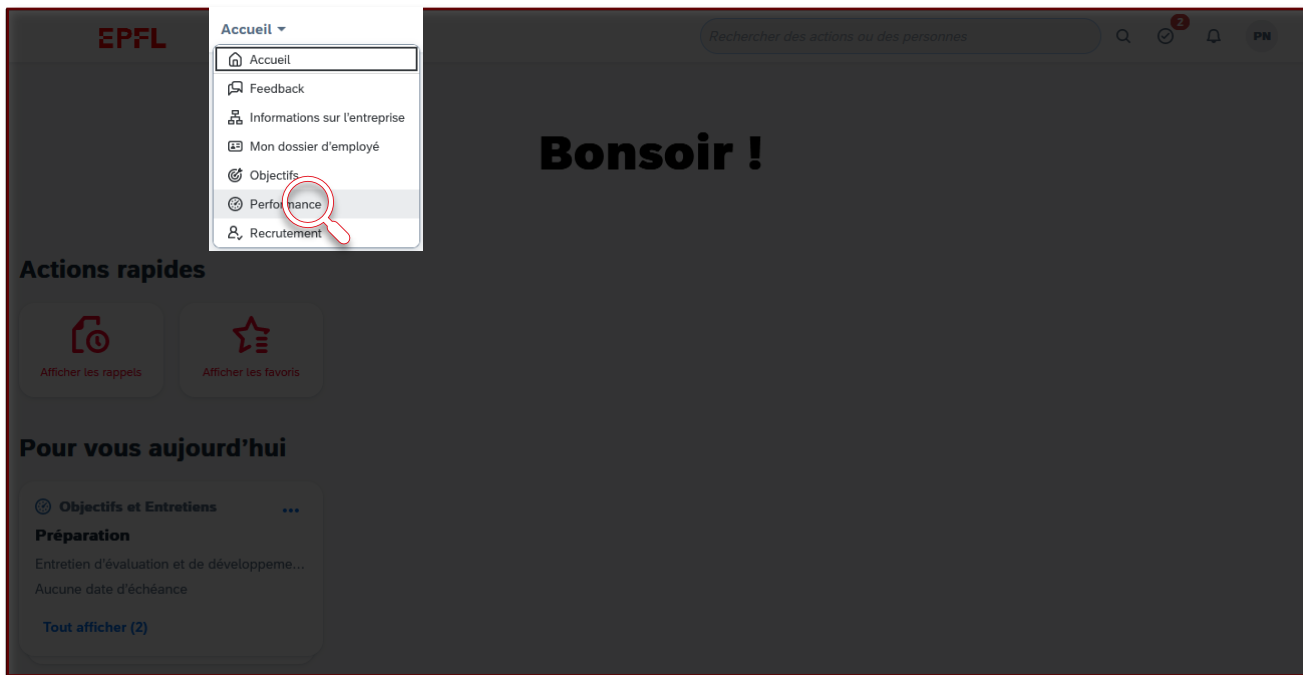 EPFL
Accueil
Rechercher des actions ou des personnes
2
PN
Accueil
Feedback
Informations sur l'entreprise
Mon dossier d'employé
Objectifs
Performance
Recrutement
Bonsoir !
Actions rapides
Afficher les rappels
Afficher les favoris
Pour vous aujourd'hui
Objectifs et Entretiens
Préparation
Entretien d'évaluation et de développeme...
Aucune date d'échéance
Tout afficher (2)